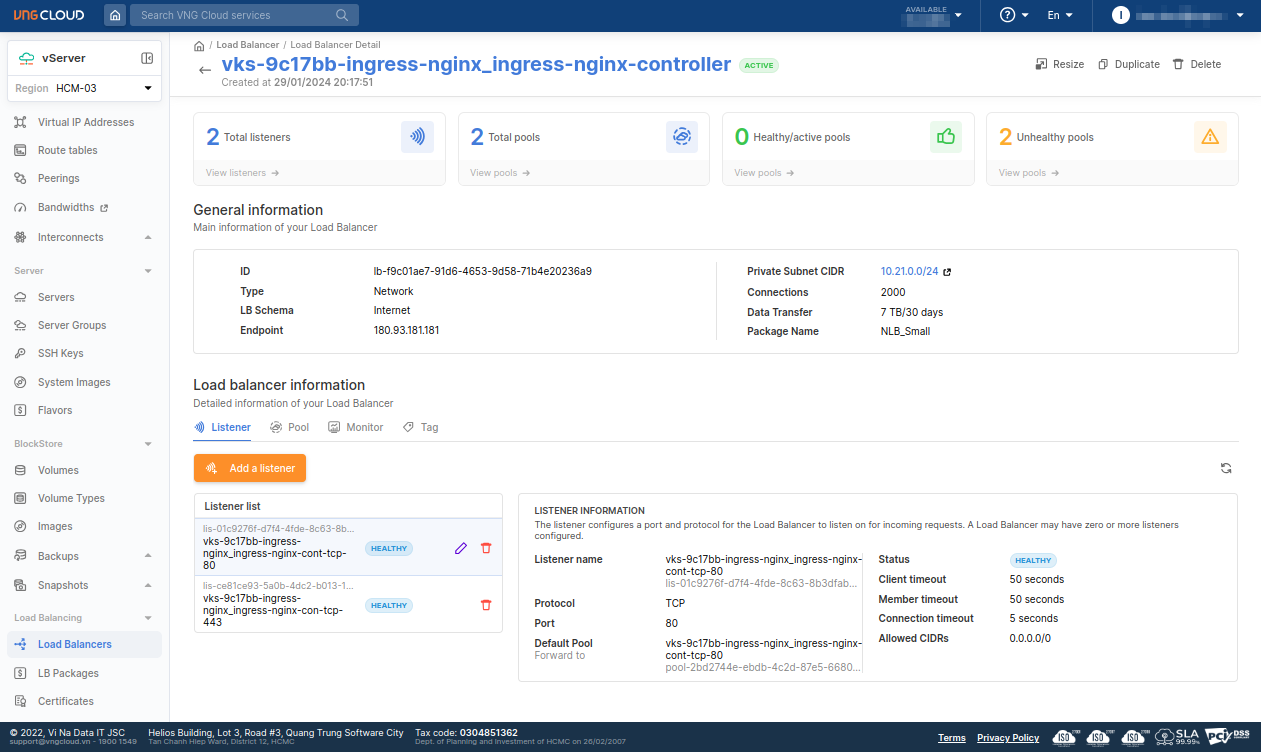 VNG CLOUD
Search VNG Cloud services
AVAILABLE
En
I
vServer
Region HCM-03
Virtual IP Addresses
Route tables
Peerings
Bandwidths
Interconnects
Server
Servers
Server Groups
SSH Keys
System Images
Flavors
BlockStore
Volumes
Volume Types
Images
Backups
Snapshots
Load Balancing
Load Balancers
LB Packages
Certificates
/ Load Balancer / Load Balancer Detail
vks-9c17bb-ingress-nginx_ingress-nginx-controller ACTIVE
Created at 29/01/2024 20:17:51
Resize Duplicate Delete
2 Total listeners
View listeners
2 Total pools
View pools
0 Healthy/active pools
View pools
2 Unhealthy pools
View pools
General information
Main information of your Load Balancer
ID lb-f9c01ae7-91d6-4653-9d58-71b4e20236a9
Type Network
LB Schema Internet
Endpoint 180.93.181.181
Private Subnet CIDR 10.21.0.0/24
Connections 2000
Data Transfer 7 TB/30 days
Package Name NLB_Small
Load balancer information
Detailed information of your Load Balancer
Listener Pool Monitor Tag
Add a listener
Listener list
lis-01c9276f-d7f4-4fde-8c63-8b...
vks-9c17bb-ingress-
nginx_ingress-nginx-cont-tcp-
80
HEALTHY
lis-ce81ce93-5a0b-4dc2-b013-1...
vks-9c17bb-ingress-
nginx_ingress-nginx-con-tcp-
443
HEALTHY
LISTENER INFORMATION
The listener configures a port and protocol for the Load Balancer to listen on for incoming requests. A Load Balancer may have zero or more listeners
configured.
Listener name vks-9c17bb-ingress-nginx_ingress-nginx-
cont-tcp-80
lis-01c9276f-d7f4-4fde-8c63-8b3dfab...
Protocol TCP
Port 80
Default Pool vks-9c17bb-ingress-nginx_ingress-nginx-
Forward to cont-tcp-80
pool-2bd2744e-ebdb-4c2d-87e5-6680...
Status HEALTHY
Client timeout 50 seconds
Member timeout 50 seconds
Connection timeout 5 seconds
Allowed CIDRs 0.0.0.0/0
© 2022, Vi Na Data IT JSC
support@vngcloud.vn - 1900 1549
Helios Building, Lot 3, Road #3, Quang Trung Software City
Tan Chanh Hiep Ward, District 12, HCMC
Tax code: 0304851362
Dept. of Planning and Investment of HCMC on 26/02/2007
Terms Privacy Policy
ISO ISO ISO SLA 99.99% PCI DSS